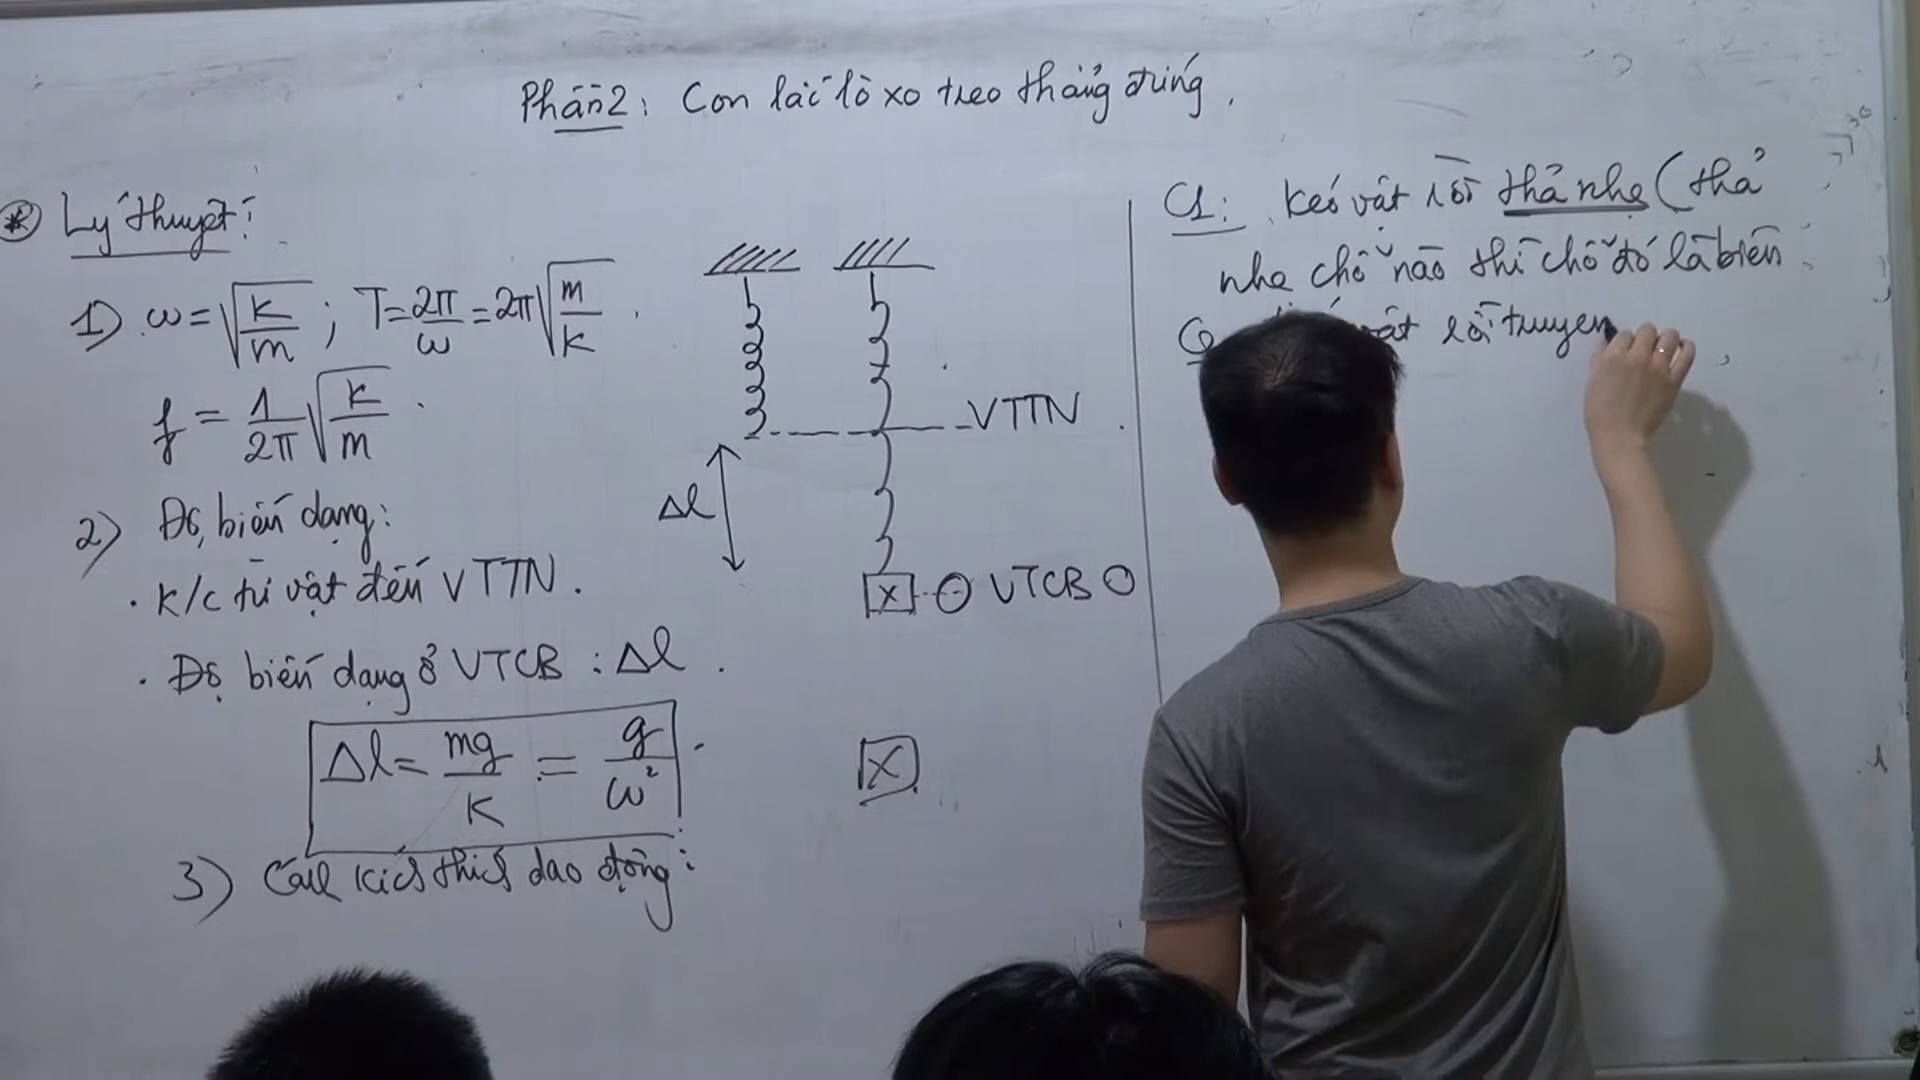 Phần 2: Con lắc lò xo treo thẳng đứng.
* Lý thuyết:
1) ω = √(k/m) ; T = 2π/ω = 2π√(m/k).
f = 1/2π √(k/m).
2) Độ biến dạng:
• k/c từ vật đến VTTN.
• Độ biến dạng ở VTCB : Δl.
Δl = mg/k = g/ω².
3) Cách kích thích dao động:
VTTN
Δl
x O VTCB O
x
C1: Kéo vật rồi thả nhẹ (thả
nhẹ chỗ nào thì chỗ đó là biên
vật rồi truyền